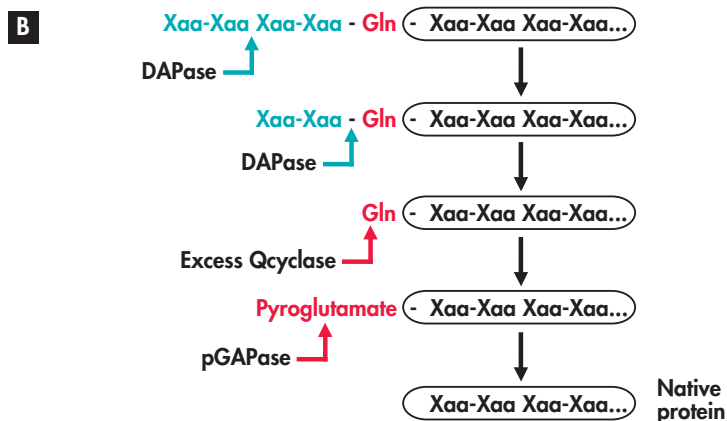 B
Xaa-Xaa Xaa-Xaa - Gln - Xaa-Xaa Xaa-Xaa...
DAPase
Xaa-Xaa - Gln - Xaa-Xaa Xaa-Xaa...
DAPase
Gln - Xaa-Xaa Xaa-Xaa...
Excess Qcyclase
Pyroglutamate - Xaa-Xaa Xaa-Xaa...
pGAPase
Xaa-Xaa Xaa-Xaa...
Native
protein